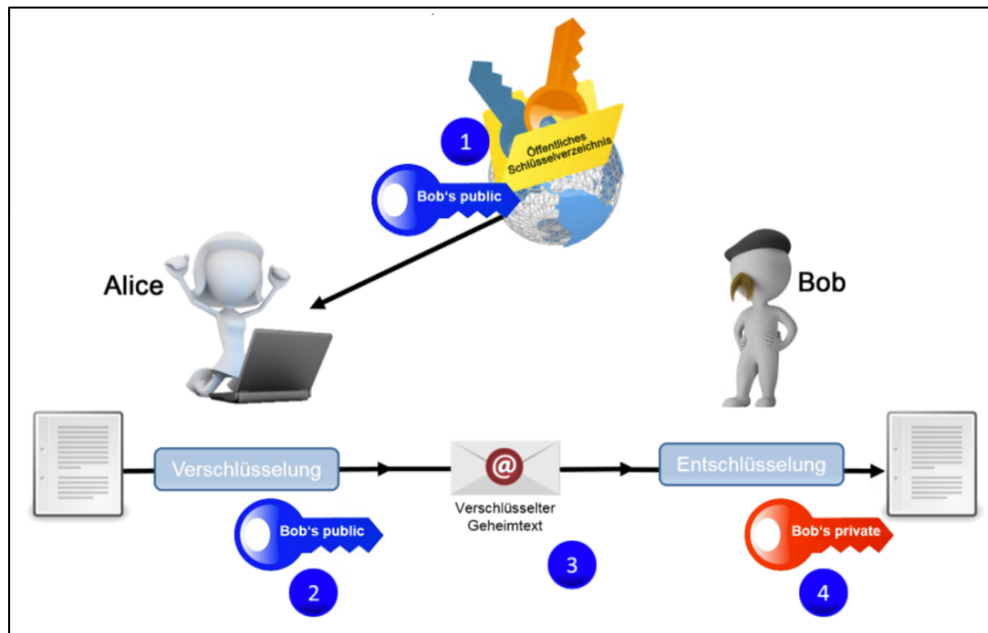 1
Öffentliches
Schlüsselverzeichnis
Bob's public
Alice
Bob
Verschlüsselung
@
Verschlüsselter
Geheimtext
Entschlüsselung
Bob's public
Bob's private
2
3
4